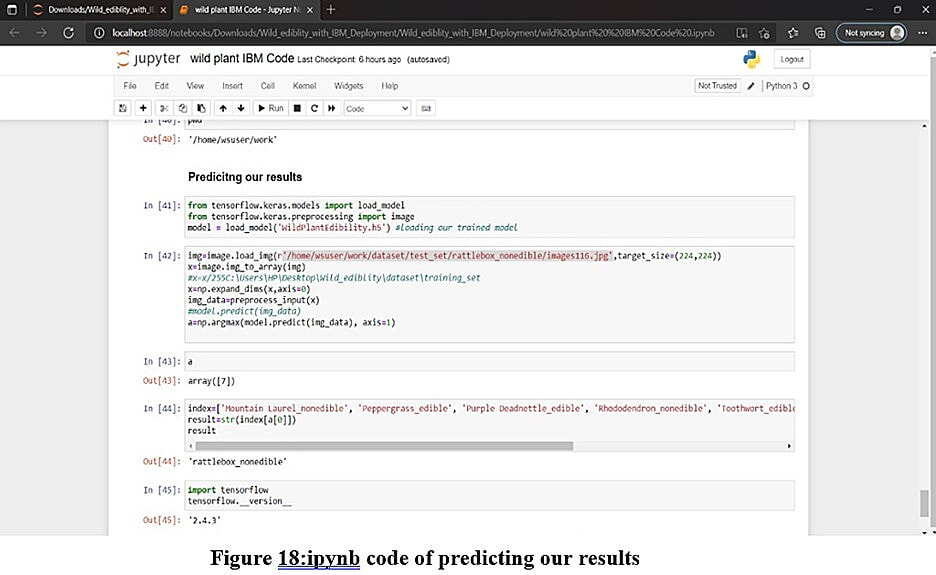 Downloads/Wild_ediblity_with_I
wild plant IBM Code - Jupyter N
localhost:8888/notebooks/Downloads/Wild_ediblity_with_IBM_Deployment/Wild_ediblity_with_IBM_Deployment/wild%20plant%20%20IBM%20Code%20.ipynb
Not syncing
jupyter wild plant IBM Code Last Checkpoint: 6 hours ago (autosaved)
Logout
File Edit View Insert Cell Kernel Widgets Help
Not Trusted
Python 3
Run
Code
In [40]: pwd
Out[40]: '/home/wsuser/work'
Predicitng our results
In [41]: from tensorflow.keras.models import load_model
from tensorflow.keras.preprocessing import image
model = load_model('WildPlantEdibility.h5') #loading our trained model
In [42]: img=image.load_img(r'/home/wsuser/work/dataset/test_set/rattlebox_nonedible/images116.jpg',target_size=(224,224))
x=image.img_to_array(img)
#x=x/255C:\Users\HP\Desktop\Wild_ediblity\dataset\training_set
x=np.expand_dims(x,axis=0)
img_data=preprocess_input(x)
#model.predict(img_data)
a=np.argmax(model.predict(img_data), axis=1)
In [43]: a
Out[43]: array([7])
In [44]: index=['Mountain Laurel_nonedible', 'Peppergrass_edible', 'Purple Deadnettle_edible', 'Rhododendron_nonedible', 'Toothwort_edible
result=str(index[a[0]])
result
Out[44]: 'rattlebox_nonedible'
In [45]: import tensorflow
tensorflow.__version__
Out[45]: '2.4.3'
Figure 18:ipynb code of predicting our results